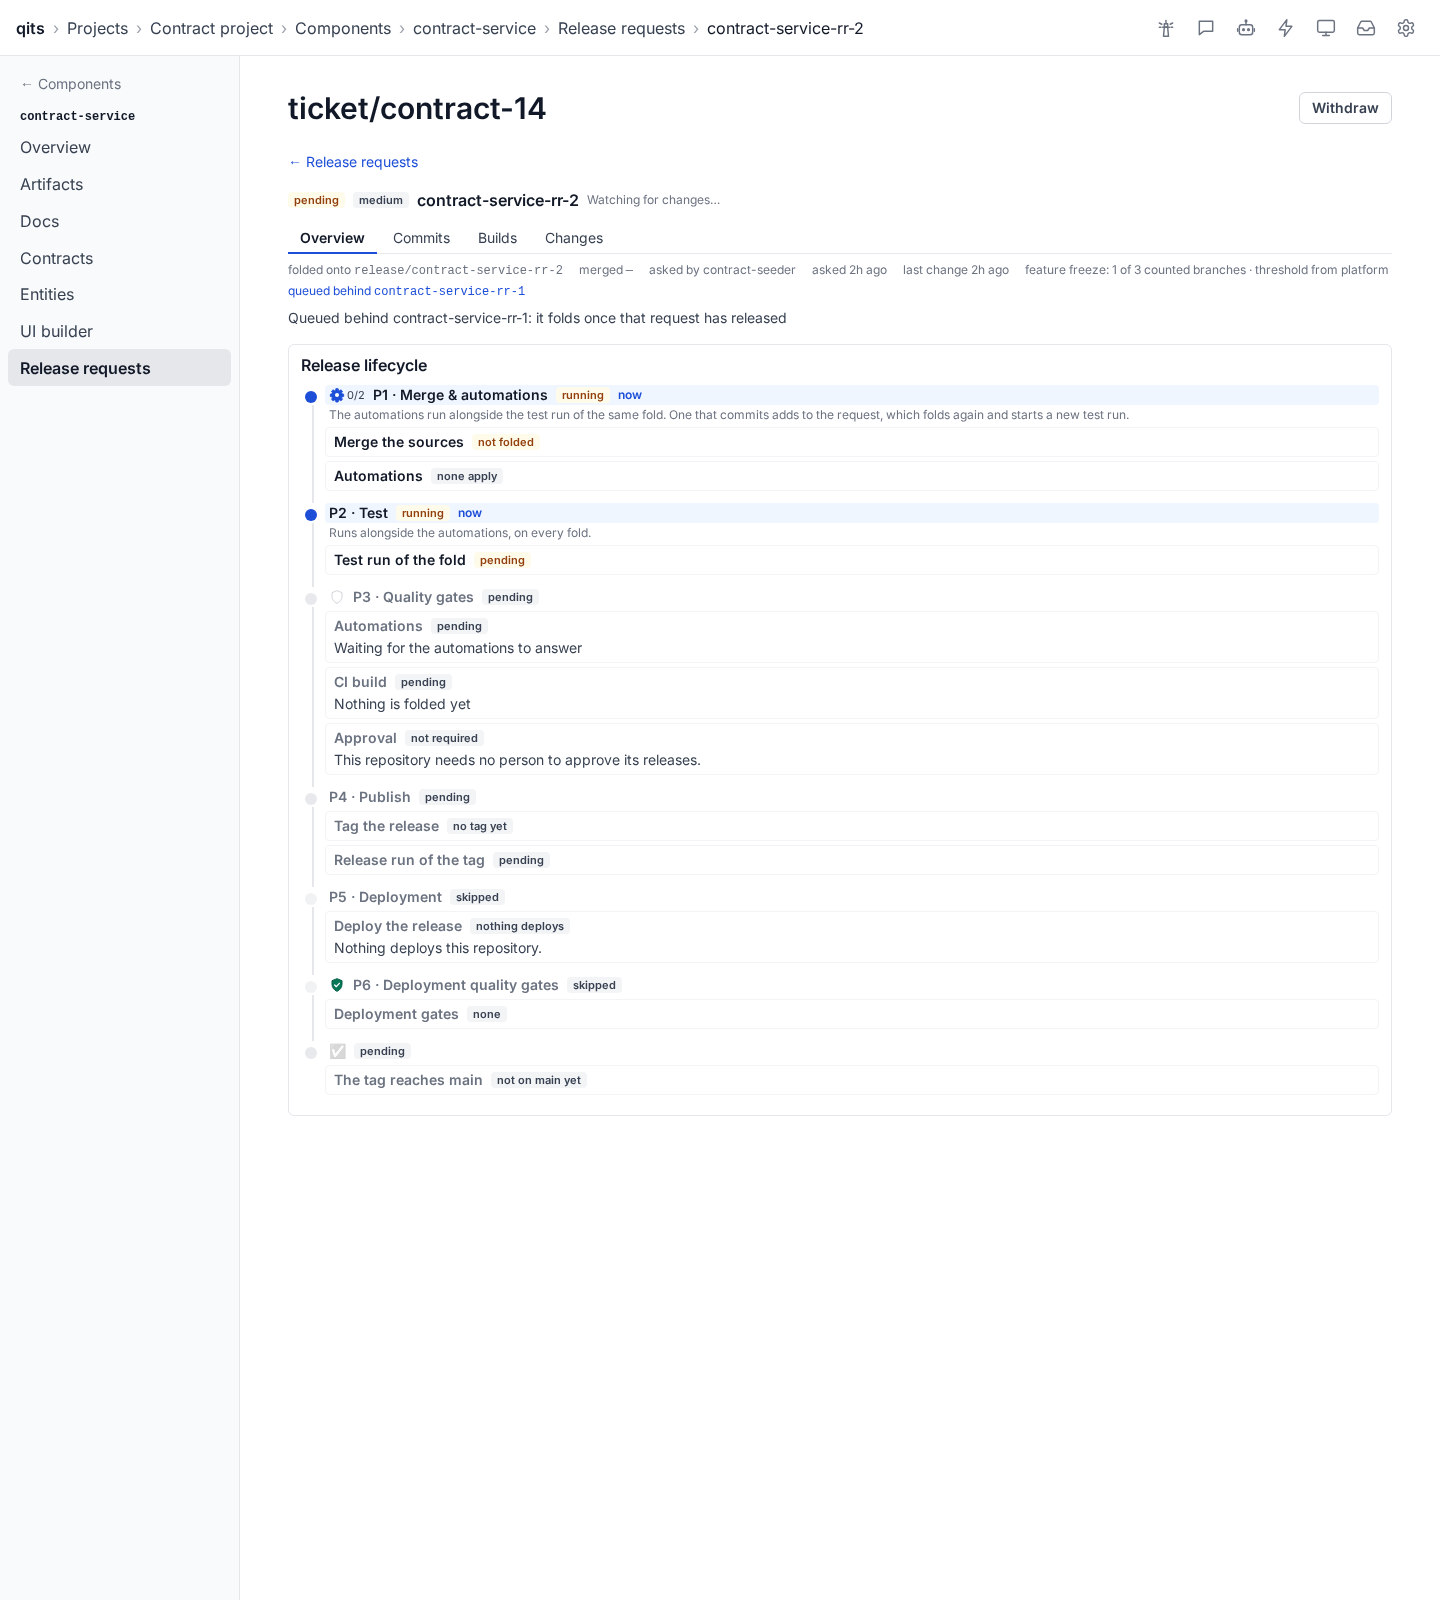 qits › Projects › Contract project › Components › contract-service › Release requests › contract-service-rr-2
← Components
contract-service
Overview
Artifacts
Docs
Contracts
Entities
UI builder
Release requests
ticket/contract-14
Withdraw
← Release requests
pending medium contract-service-rr-2 Watching for changes…
Overview Commits Builds Changes
folded onto release/contract-service-rr-2 merged — asked by contract-seeder asked 2h ago last change 2h ago feature freeze: 1 of 3 counted branches · threshold from platform
queued behind contract-service-rr-1
Queued behind contract-service-rr-1: it folds once that request has released
Release lifecycle
0/2 P1 · Merge & automations running now
The automations run alongside the test run of the same fold. One that commits adds to the request, which folds again and starts a new test run.
Merge the sources not folded
Automations none apply
P2 · Test running now
Runs alongside the automations, on every fold.
Test run of the fold pending
P3 · Quality gates pending
Automations pending
Waiting for the automations to answer
CI build pending
Nothing is folded yet
Approval not required
This repository needs no person to approve its releases.
P4 · Publish pending
Tag the release no tag yet
Release run of the tag pending
P5 · Deployment skipped
Deploy the release nothing deploys
Nothing deploys this repository.
P6 · Deployment quality gates skipped
Deployment gates none
pending
The tag reaches main not on main yet